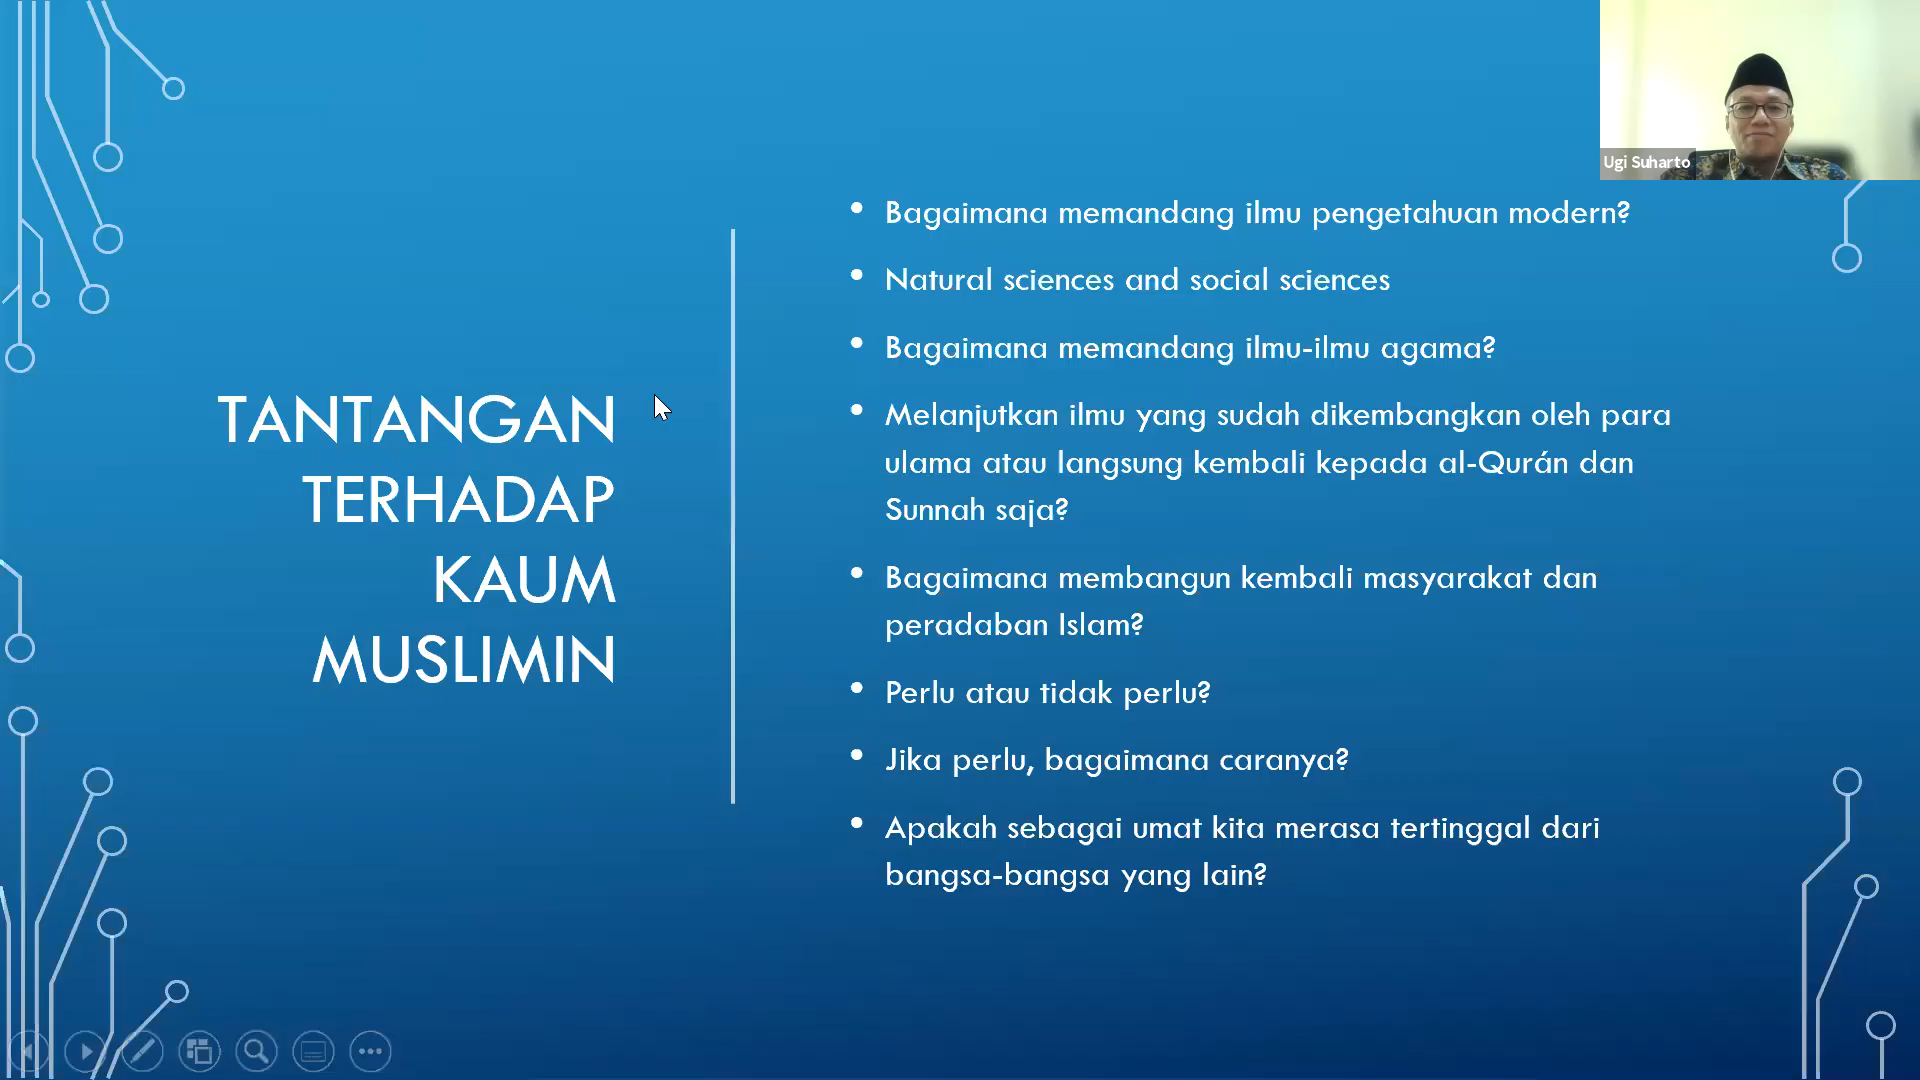 TANTANGAN
TERHADAP
KAUM
MUSLIMIN
Bagaimana memandang ilmu pengetahuan modern?
Natural sciences and social sciences
Bagaimana memandang ilmu-ilmu agama?
Melanjutkan ilmu yang sudah dikembangkan oleh para
ulama atau langsung kembali kepada al-Qurán dan
Sunnah saja?
Bagaimana membangun kembali masyarakat dan
peradaban Islam?
Perlu atau tidak perlu?
Jika perlu, bagaimana caranya?
Apakah sebagai umat kita merasa tertinggal dari
bangsa-bangsa yang lain?
Ugi Suharto